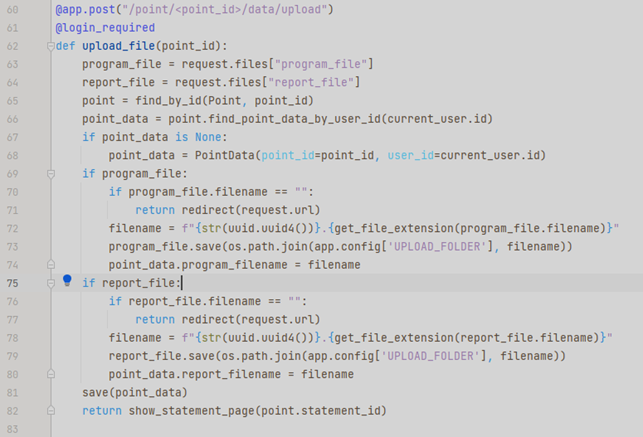 60 @app.post("/point/<point_id>/data/upload")
61 @login_required
62 def upload_file(point_id):
63     program_file = request.files["program_file"]
64     report_file = request.files["report_file"]
65     point = find_by_id(Point, point_id)
66     point_data = point.find_point_data_by_user_id(current_user.id)
67     if point_data is None:
68         point_data = PointData(point_id=point_id, user_id=current_user.id)
69     if program_file:
70         if program_file.filename == "":
71             return redirect(request.url)
72         filename = f"{str(uuid.uuid4())}.{get_file_extension(program_file.filename)}"
73         program_file.save(os.path.join(app.config['UPLOAD_FOLDER'], filename))
74         point_data.program_filename = filename
75     if report_file:
76         if report_file.filename == "":
77             return redirect(request.url)
78         filename = f"{str(uuid.uuid4())}.{get_file_extension(report_file.filename)}"
79         report_file.save(os.path.join(app.config['UPLOAD_FOLDER'], filename))
80         point_data.report_filename = filename
81     save(point_data)
82     return show_statement_page(point.statement_id)
83